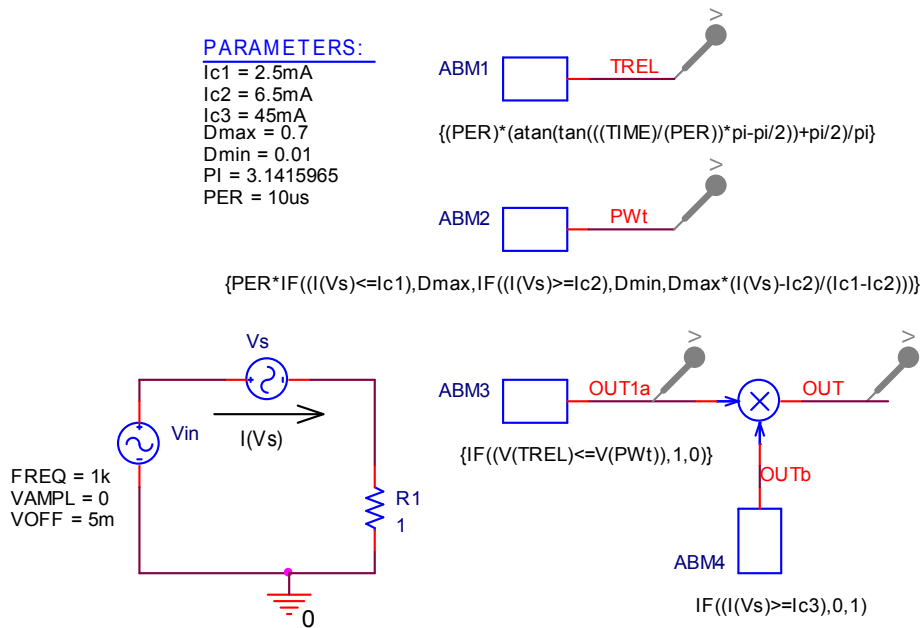 PARAMETERS:
Ic1 = 2.5mA
Ic2 = 6.5mA
Ic3 = 45mA
Dmax = 0.7
Dmin = 0.01
PI = 3.1415965
PER = 10us
V
ABM1
TREL
{(PER)*(atan(tan(((TIME)/(PER))*pi-pi/2))+pi/2)/pi}
V
ABM2
PWt
{PER*IF((I(Vs)<=Ic1),Dmax,IF((I(Vs)>=Ic2),Dmin,Dmax*(I(Vs)-Ic2)/(Ic1-Ic2)))}
Vs
I(Vs)
Vin
FREQ = 1k
VAMPL = 0
VOFF = 5m
R1
1
0
V
V
ABM3
OUT1a
OUT
{IF((V(TREL)<=V(PWt)),1,0)}
OUTb
ABM4
IF((I(Vs)>=Ic3),0,1)